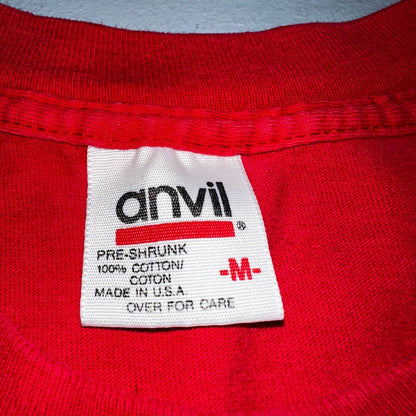 anvil
®
PRE-SHRUNK
100% COTTON/
COTON
-M-
MADE IN U.S.A.
OVER FOR CARE